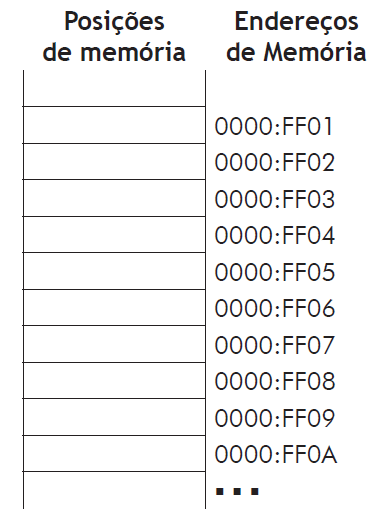 Posições Endereços
de memória de Memória
0000:FF01
0000:FF02
0000:FF03
0000:FF04
0000:FF05
0000:FF06
0000:FF07
0000:FF08
0000:FF09
0000:FF0A
...